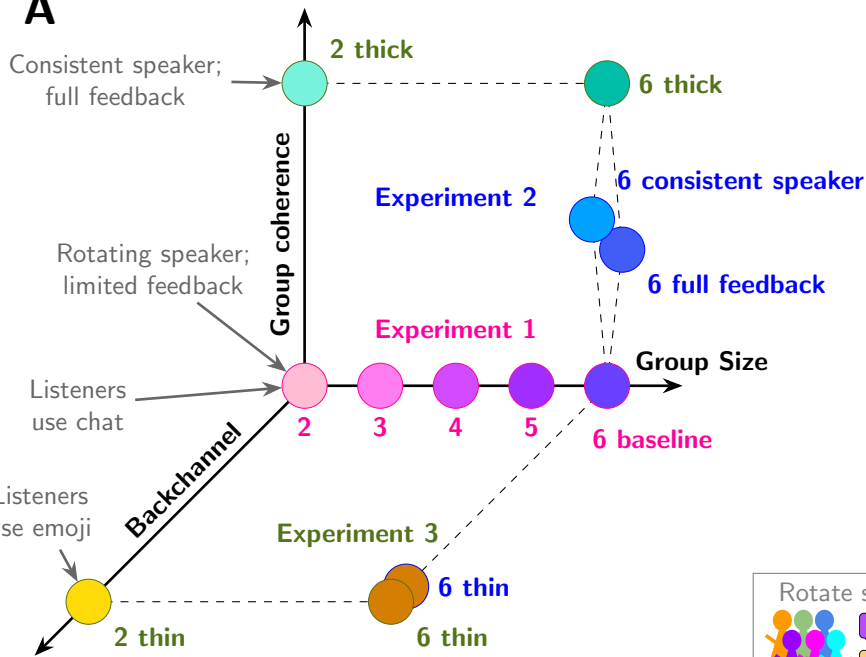 A
2 thick
Consistent speaker;
full feedback
6 thick
Group coherence
Experiment 2
6 consistent speaker
Rotating speaker;
limited feedback
6 full feedback
Experiment 1
Group Size
Listeners
use chat
2
3
4
5
6 baseline
Backchannel
Listeners
emoji
Experiment 3
6 thin
2 thin
6 thin
Rotate